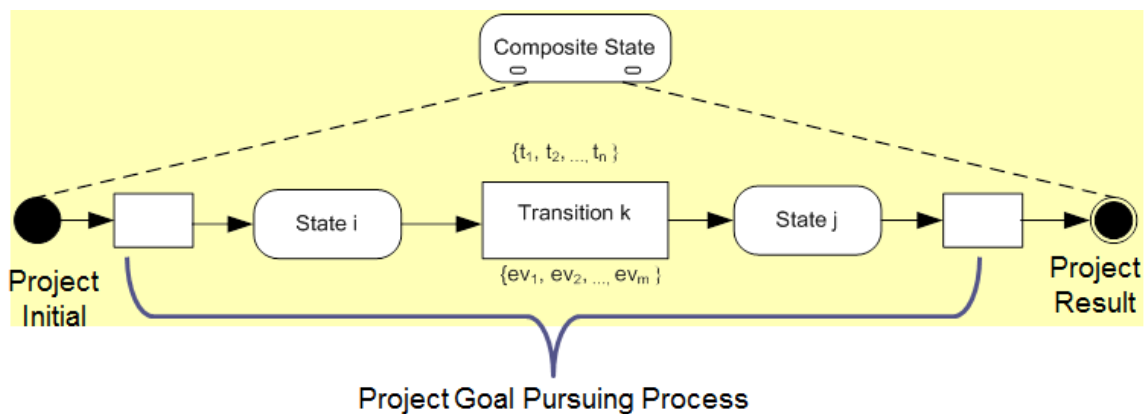 Composite State
{t₁, t₂, ..., tₙ }
State i
Transition k
State j
{ev₁, ev₂, ..., evₘ }
Project
Initial
Project
Result
Project Goal Pursuing Process